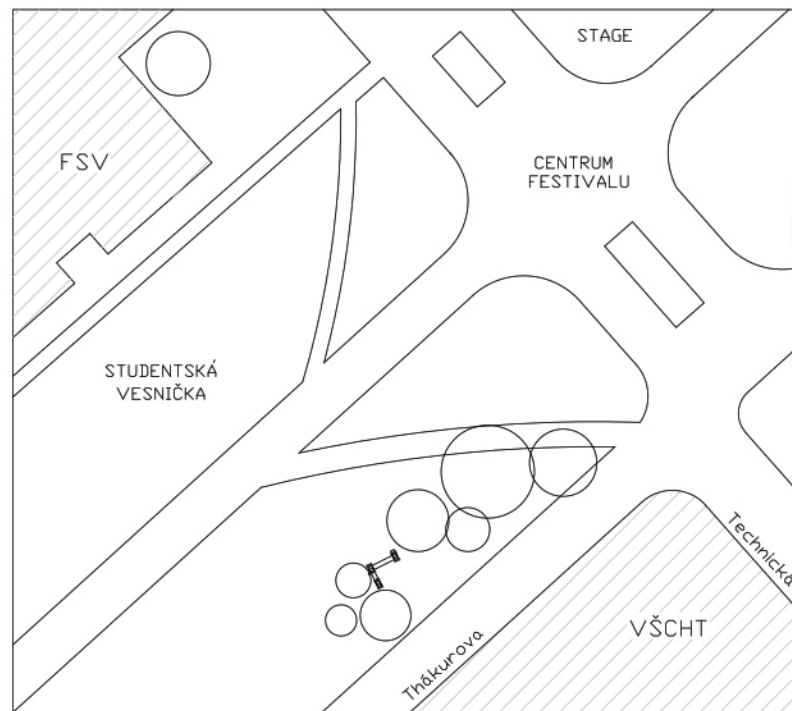 STAGE
FSV
CENTRUM
FESTIVALU
STUDENTSKÁ
VESNIČKA
Technická
VŠCHT
Thákurova